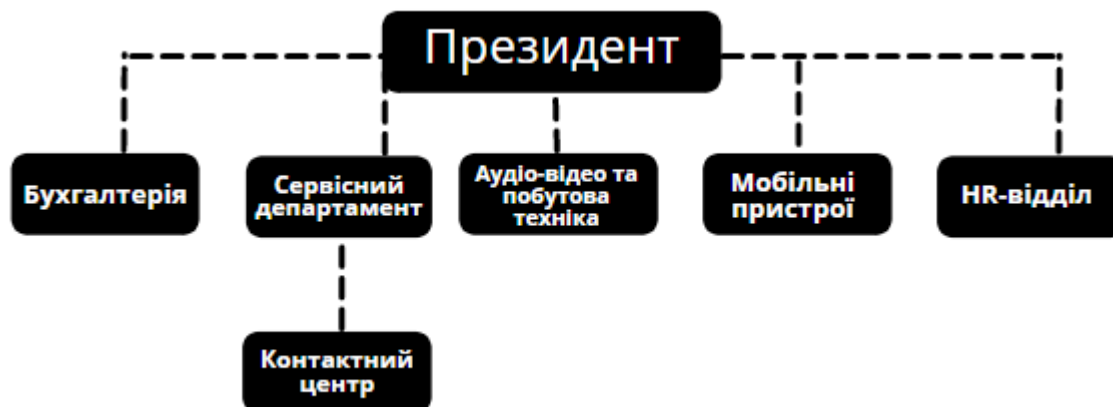 Президент
Бухгалтерія
Сервісний
департамент
Аудіо-відео та
побутова
техніка
Мобільні
пристрої
HR-відділ
Контактний
центр